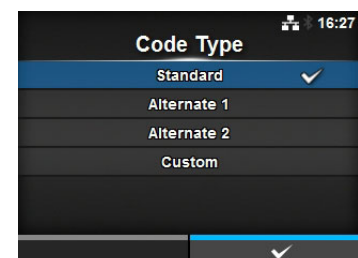 16:27
Code Type
Standard
Alternate 1
Alternate 2
Custom